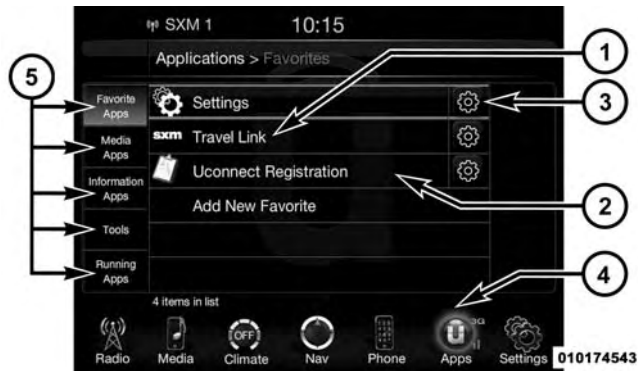 SXM 1 10:15
Applications > Favorites
1
5
Favorite Apps
Settings
3
Media Apps
sxm Travel Link
Information Apps
Uconnect Registration
2
Tools
Add New Favorite
Running Apps
4
4 items in list
OFF
U
3G
Radio Media Climate Nav Phone Apps Settings
010174543